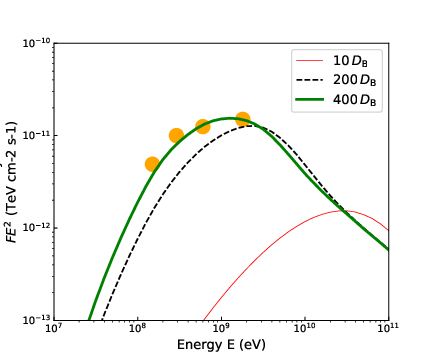 10⁻¹⁰
10⁻¹¹
10⁻¹²
10⁻¹³
FE² (TeV cm-2 s-1)
10 D_B
200 D_B
400 D_B
10⁷ 10⁸ 10⁹ 10¹⁰ 10¹¹
Energy E (eV)